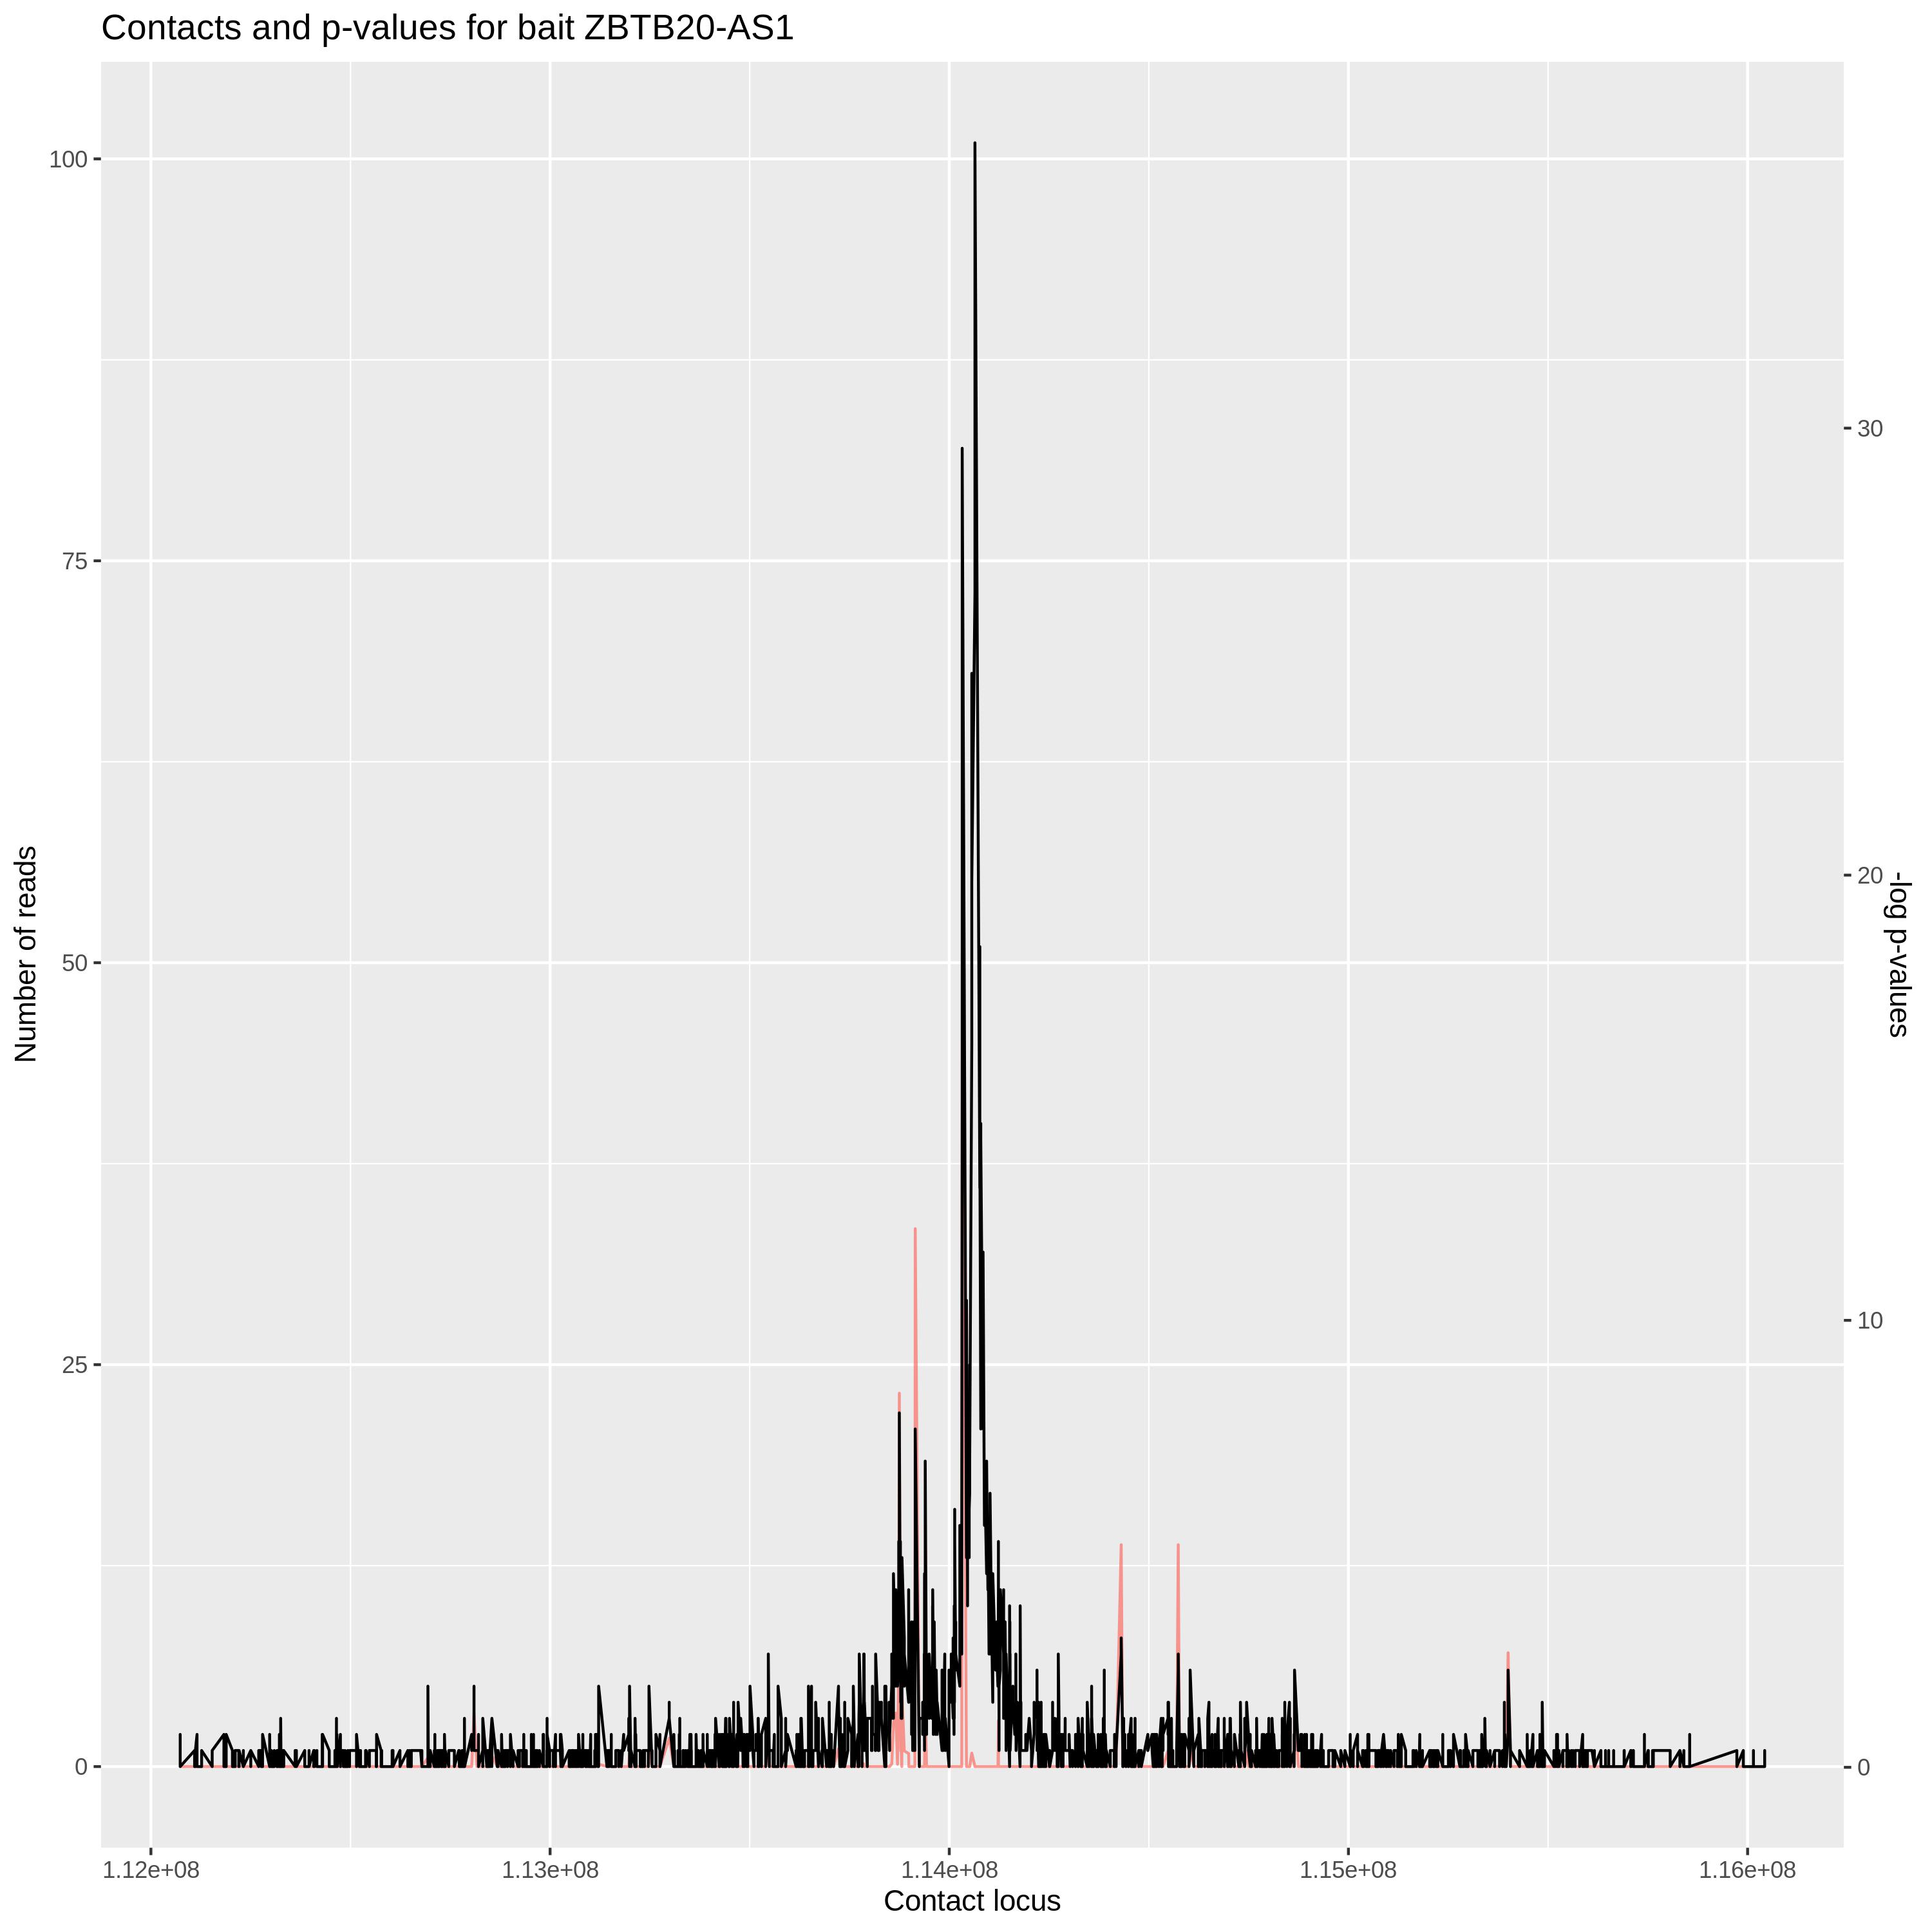 Contacts and p-values for bait ZBTB20-AS1
100
75
50
25
0
Number of reads
30
20
10
0
-log p-values
1.12e+08
1.13e+08
1.14e+08
1.15e+08
1.16e+08
Contact locus